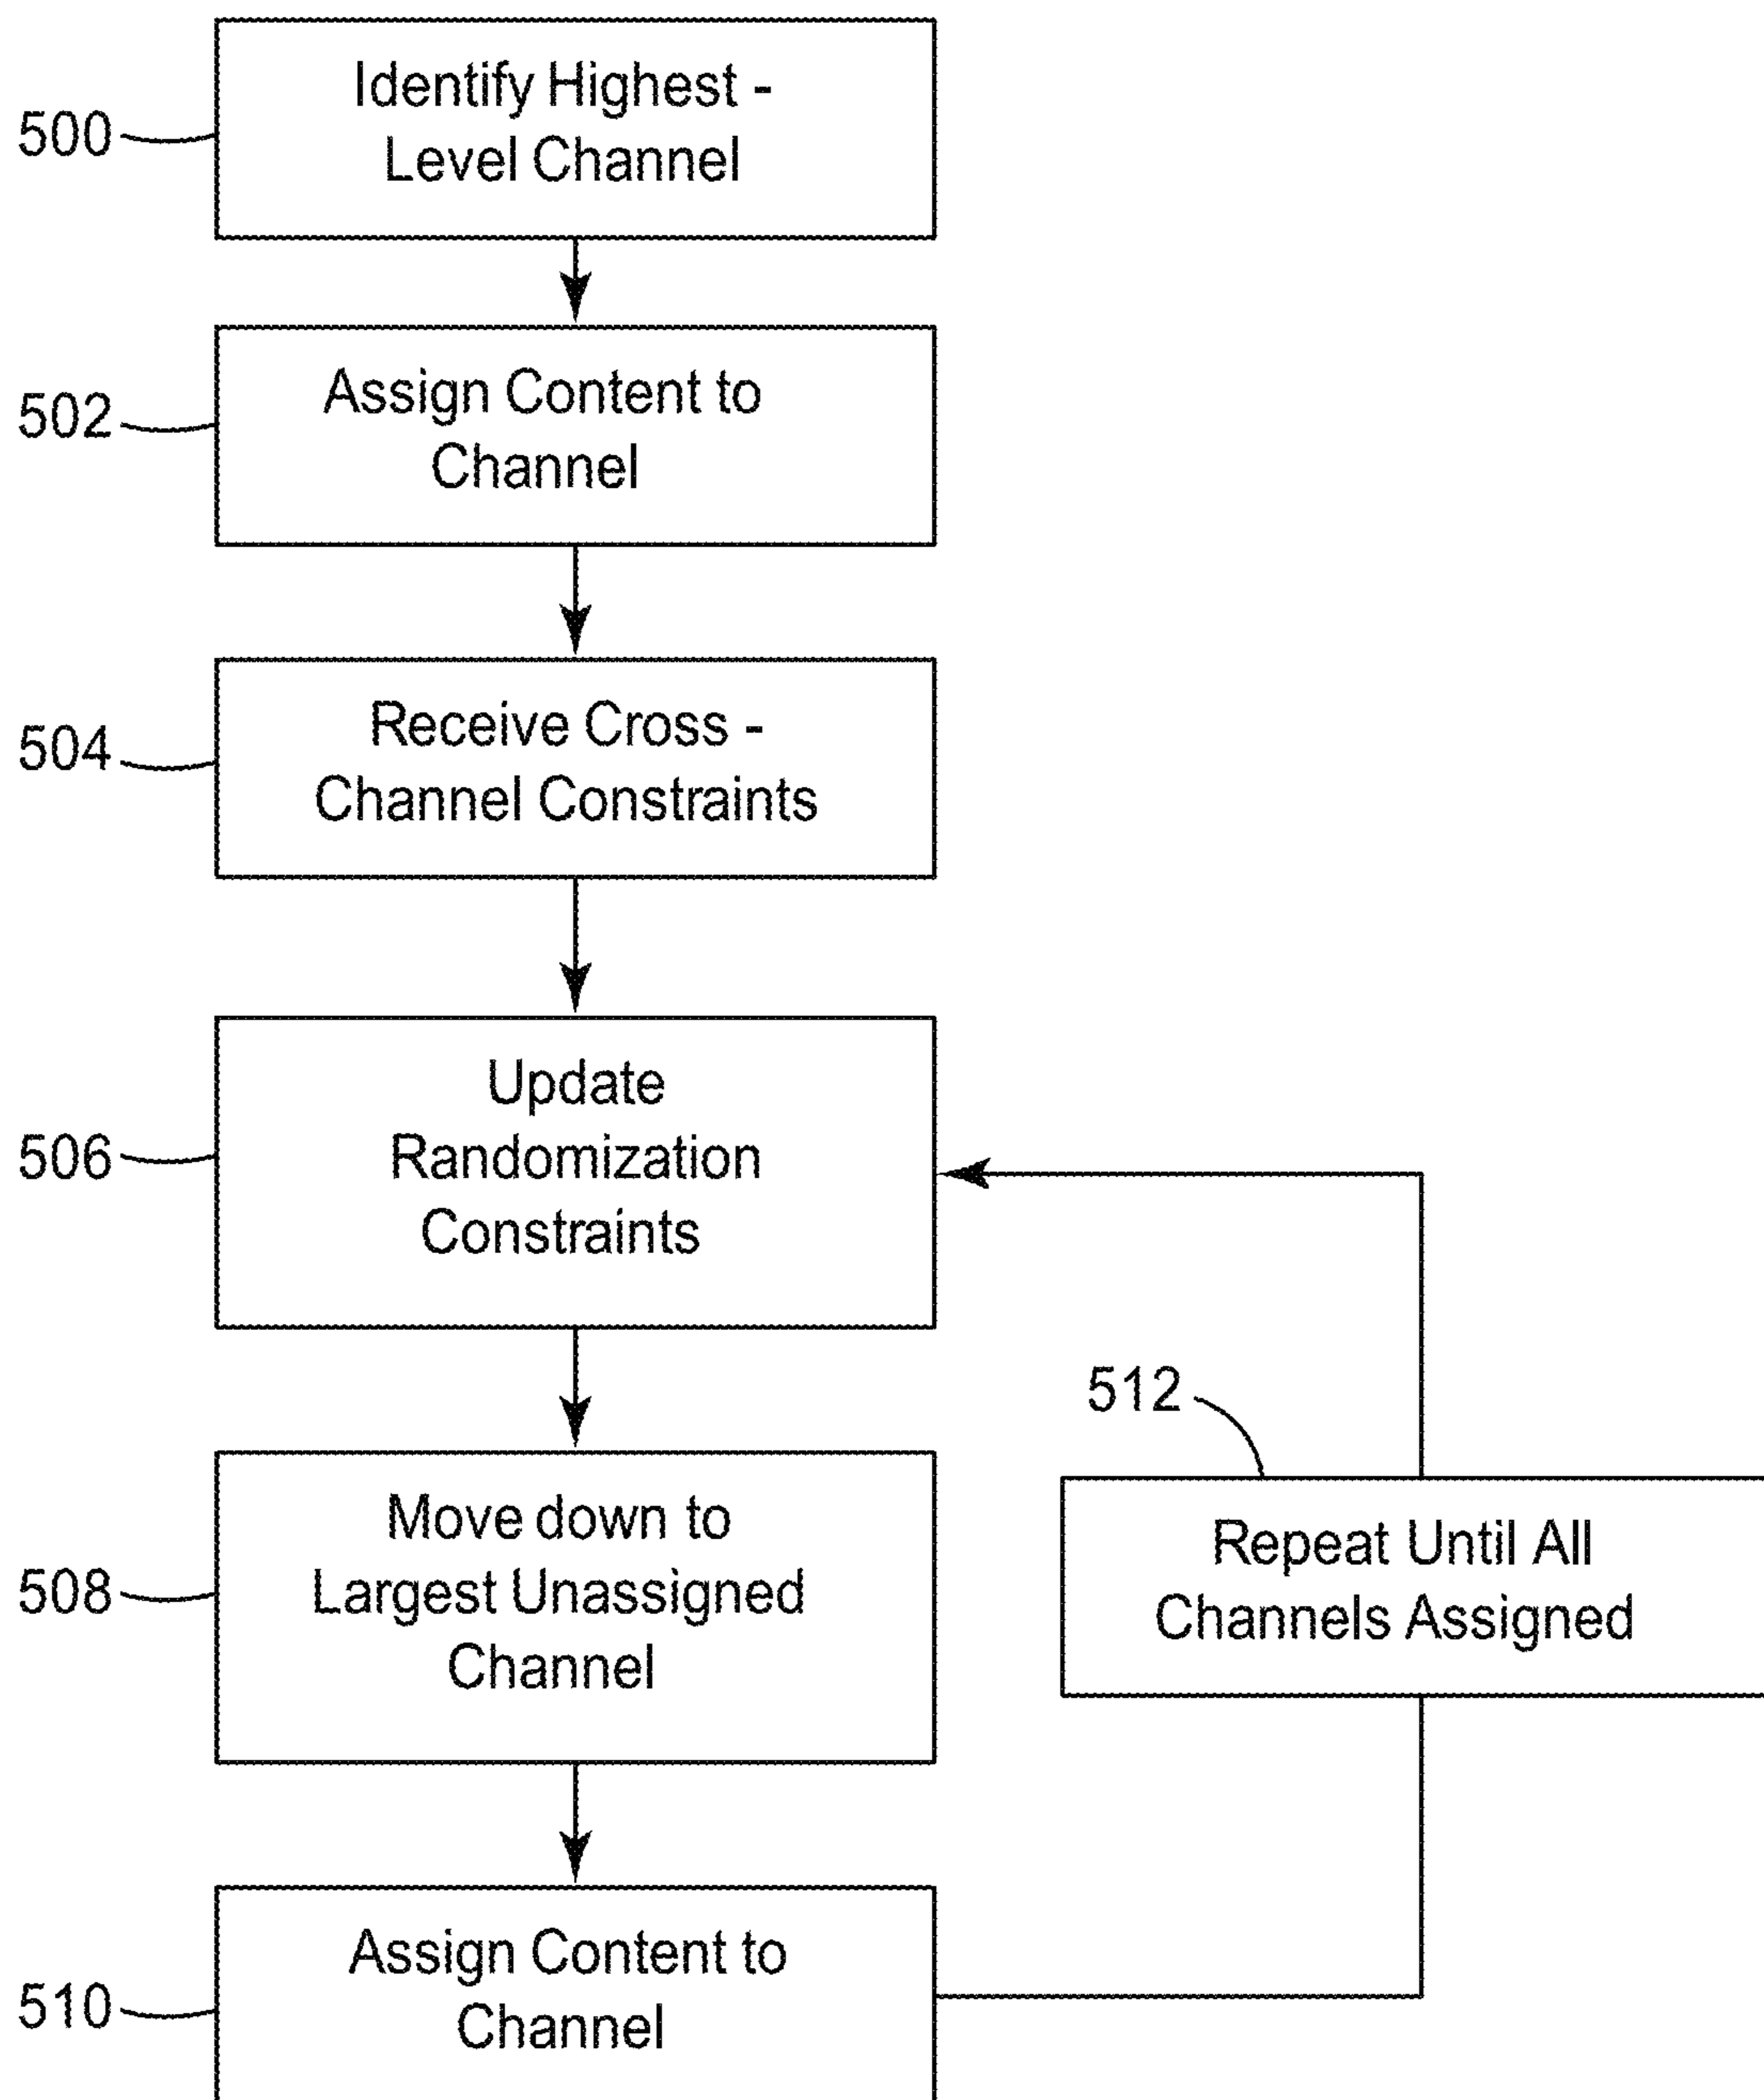 500
Identify Highest -
Level Channel
502
Assign Content to
Channel
504
Receive Cross -
Channel Constraints
506
Update
Randomization
Constraints
508
Move down to
Largest Unassigned
Channel
512
Repeat Until All
Channels Assigned
510
Assign Content to
Channel